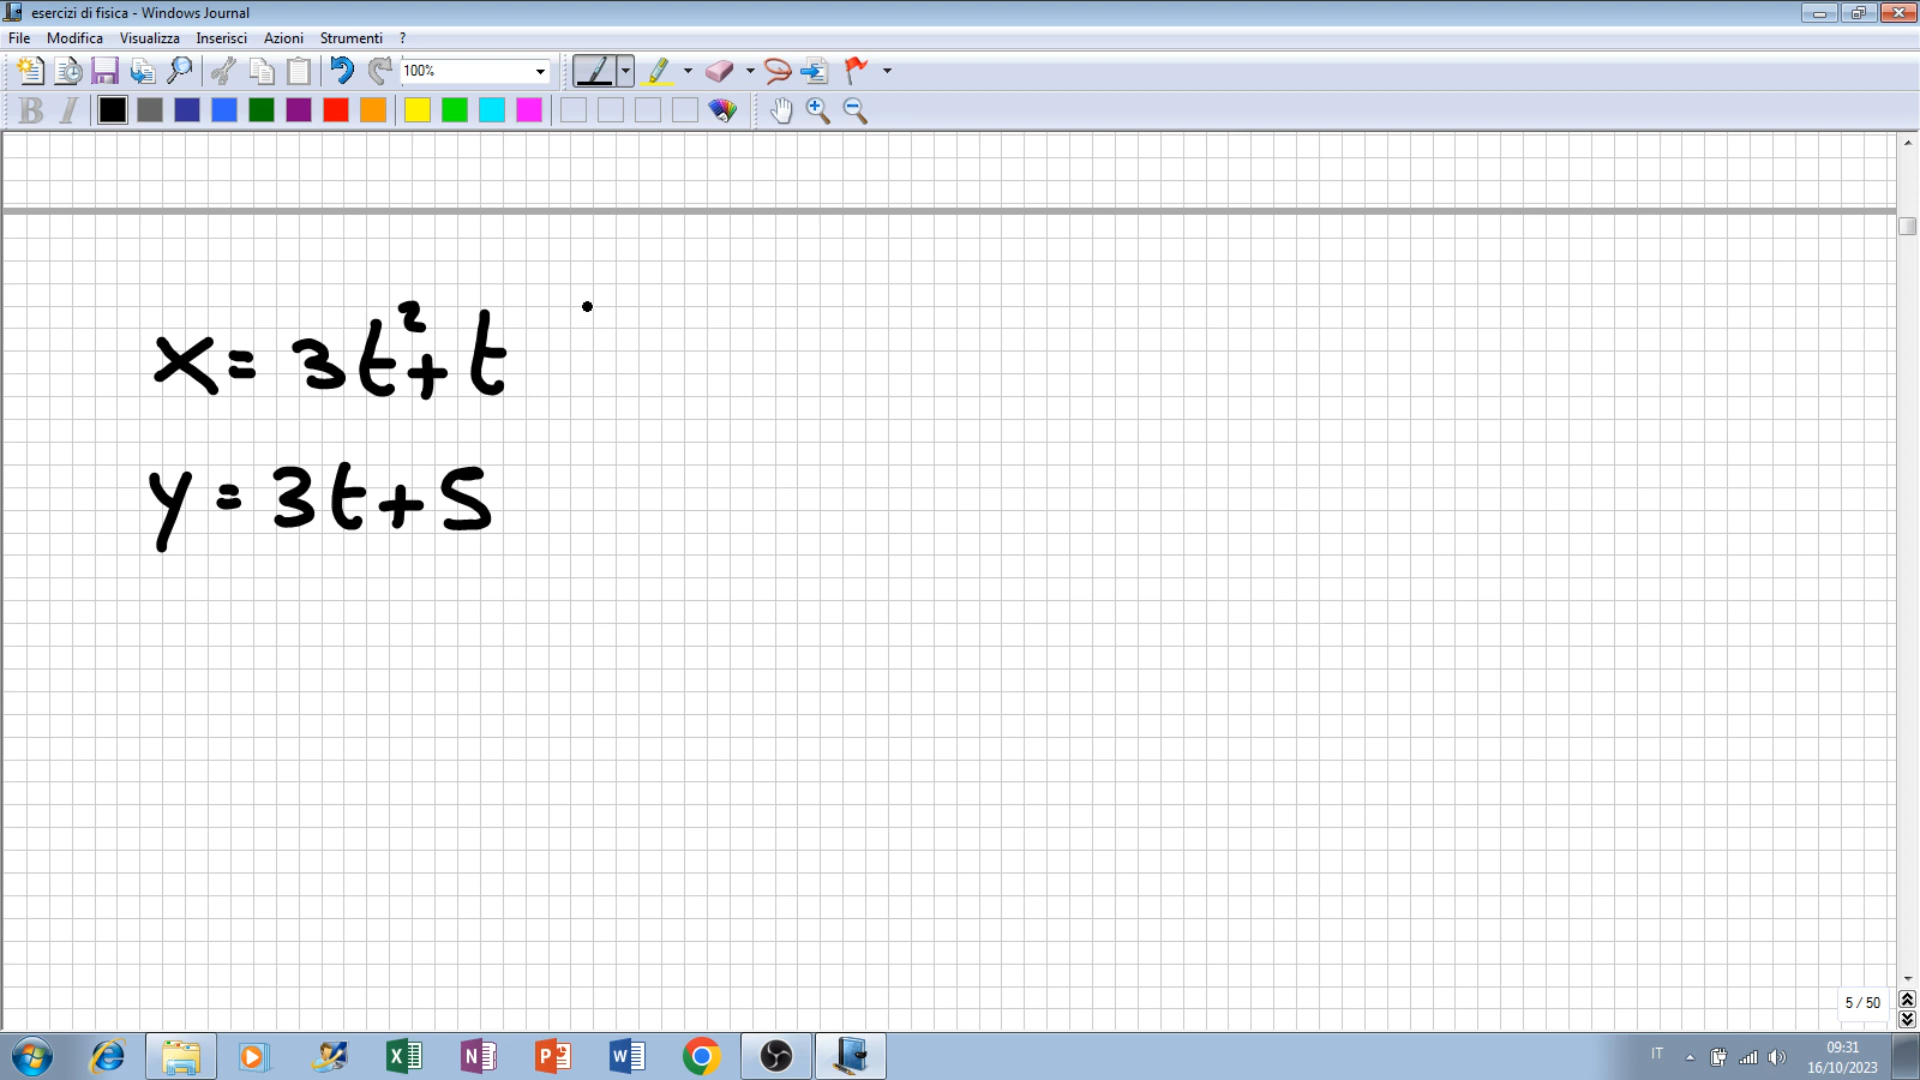 esercizi di fisica - Windows Journal
File Modifica Visualizza Inserisci Azioni Strumenti ?
100%
B I
x = 3t² + t
y = 3t + 5
5 / 50
IT
09:31
16/10/2023